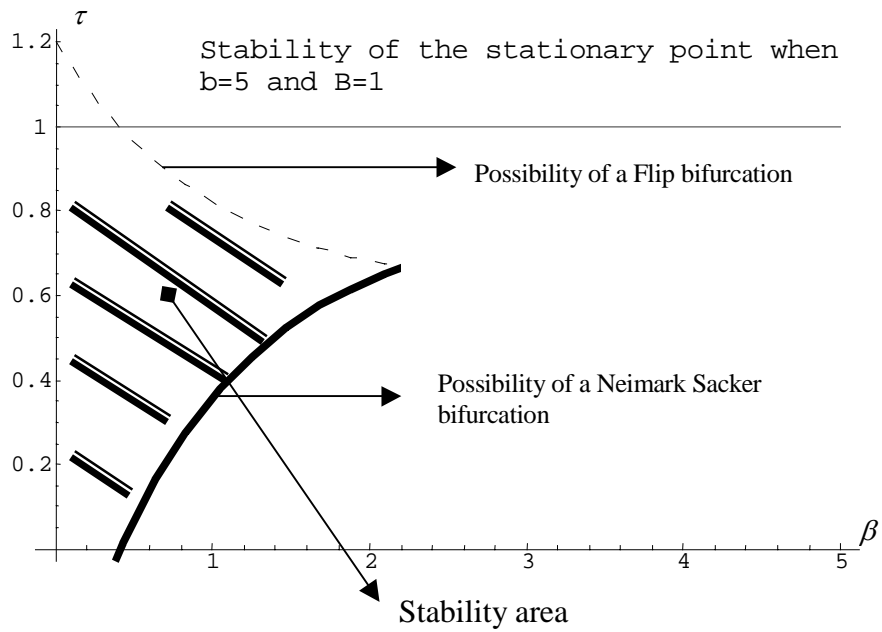 τ
1.2
Stability of the stationary point when
b=5 and B=1
1
Possibility of a Flip bifurcation
0.8
0.6
0.4
Possibility of a Neimark Sacker
bifurcation
0.2
β
1 2 3 4 5
Stability area